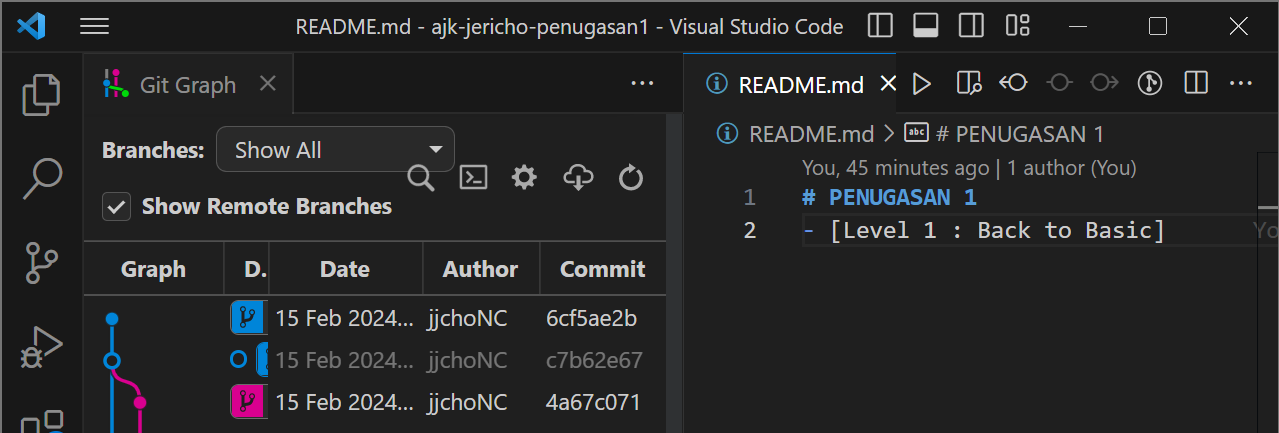 README.md - ajk-jericho-penugasan1 - Visual Studio Code
Git Graph
Branches: Show All
Show Remote Branches
Graph D. Date Author Commit
15 Feb 2024... jjchoNC 6cf5ae2b
15 Feb 2024... jjchoNC c7b62e67
15 Feb 2024... jjchoNC 4a67c071
README.md
README.md > abc # PENUGASAN 1
You, 45 minutes ago | 1 author (You)
1 # PENUGASAN 1
2 - [Level 1 : Back to Basic] Yo